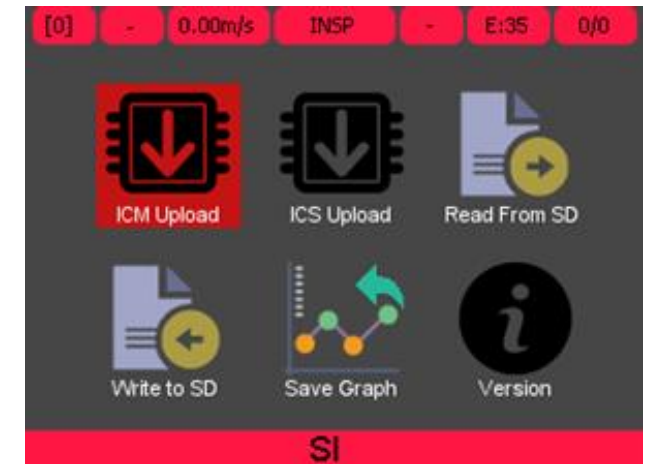 [0] - 0.00m/s INSP - E:35 0/0
ICM Upload ICS Upload Read From SD
Write to SD Save Graph Version
SI